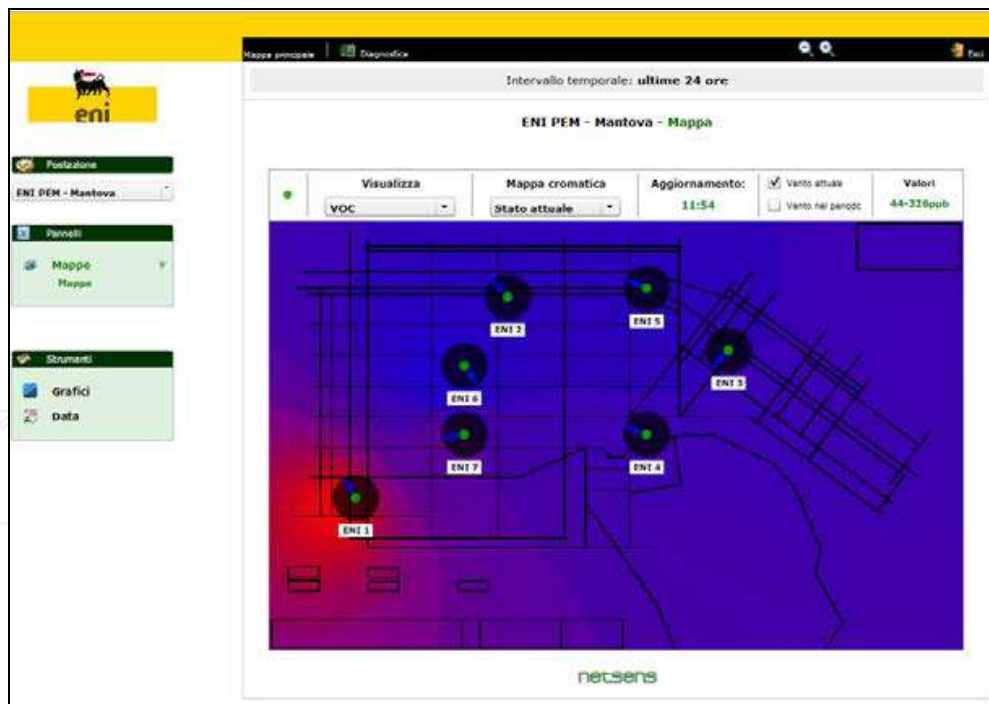 Mappa principale
Diagnostica
Esci
Intervallo temporale: ultime 24 ore
eni
ENI PEM - Mantova - Mappa
Postazione
ENI PEM - Mantova
Pannelli
Mappe
Mappa
Strumenti
Grafici
Data
Visualizza
VOC
Mappa cromatica
Stato attuale
Aggiornamento:
11:54
Vento attuale
Vento nel periodo
Valori
44-326ppb
ENI 2
ENI 5
ENI 3
ENI 6
ENI 7
ENI 4
ENI 1
netsens